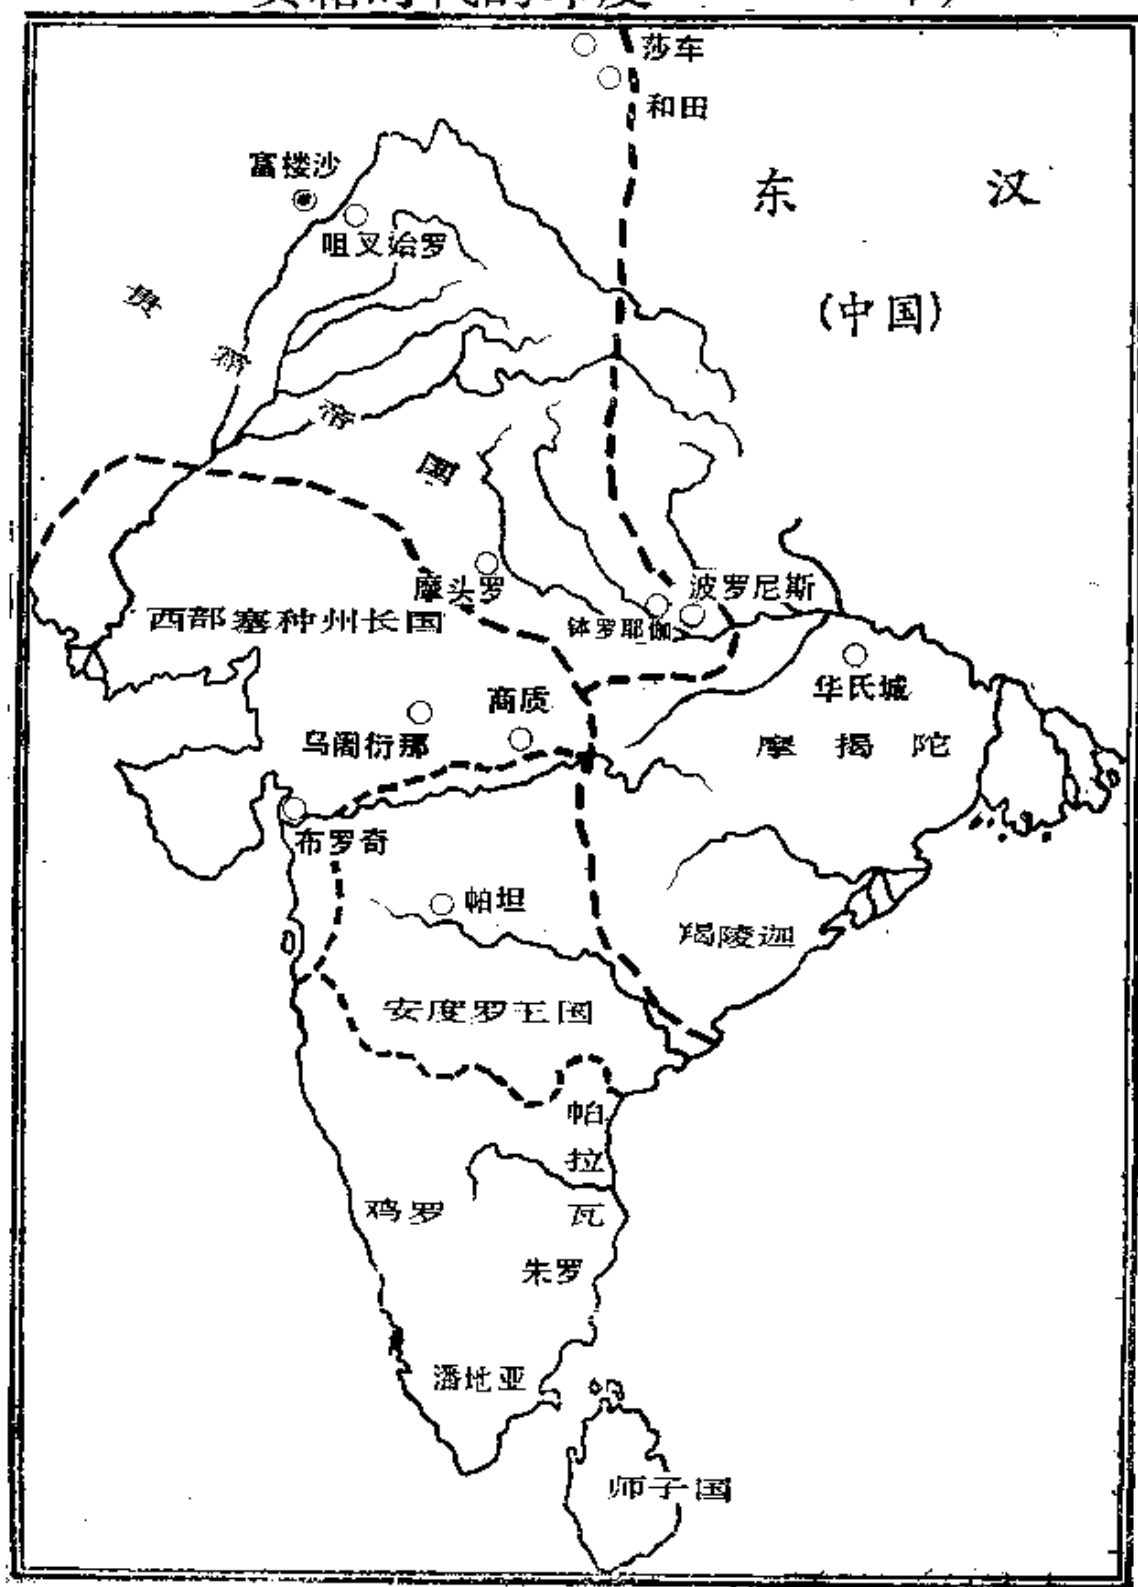 莎车
和田
富楼沙
东 汉
呾叉始罗
(中国)
贵霜帝国
摩头罗
波罗尼斯
西部塞种州长国
钵罗耶伽
华氏城
商质
乌阇衍那
摩揭陀
布罗奇
帕坦
羯陵迦
安度罗王国
帕拉瓦
鸡罗
朱罗
潘地亚
师子国